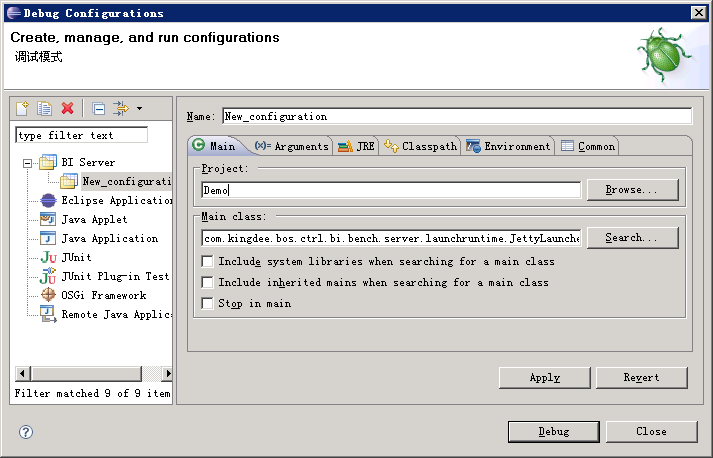 Debug Configurations
Create, manage, and run configurations
调试模式
type filter text
BI Server
New_configurati
Eclipse Application
Java Applet
Java Application
JUnit
JUnit Plug-in Test
OSGi Framework
Remote Java Applic
Filter matched 9 of 9 item
Name: New_configuration
Main (x)= Arguments JRE Classpath Environment Common
Project:
Demo Browse...
Main class:
com.kingdee.bos.ctrl.bi.bench.server.launchruntime.JettyLaunche Search...
Include system libraries when searching for a main class
Include inherited mains when searching for a main class
Stop in main
Apply Revert
Debug Close